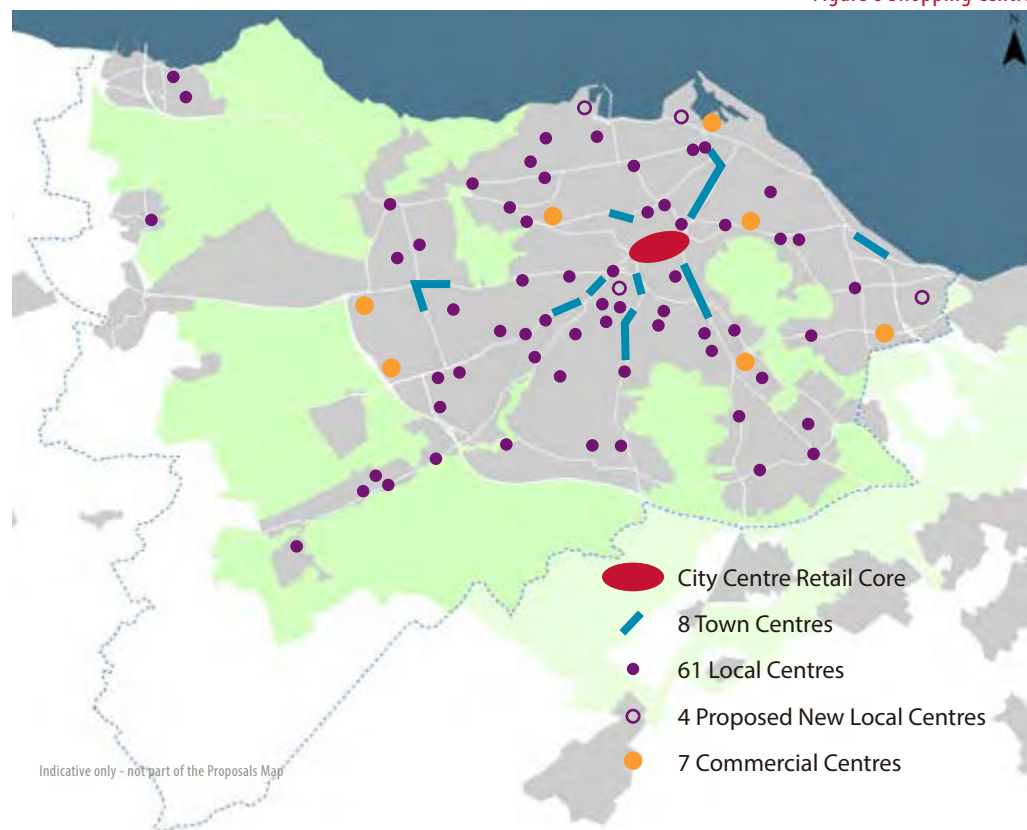 N
City Centre Retail Core
8 Town Centres
61 Local Centres
4 Proposed New Local Centres
7 Commercial Centres
Indicative only - not part of the Proposals Map